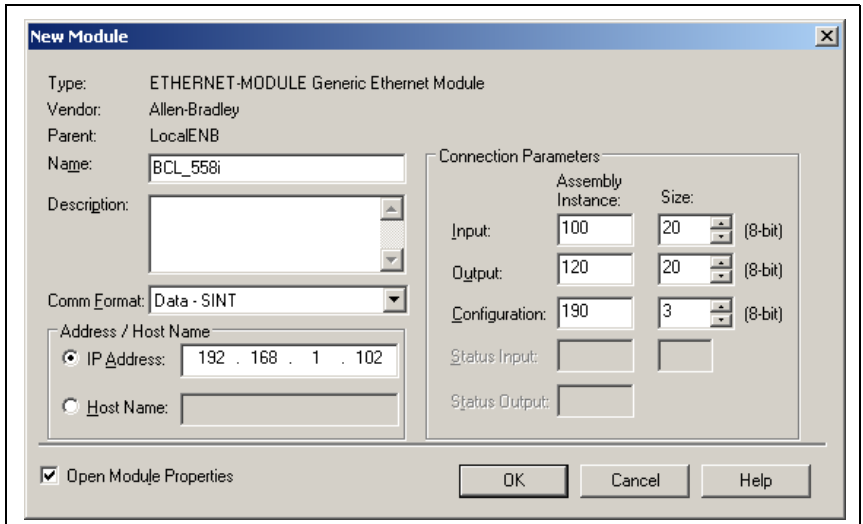 New Module
Type: ETHERNET-MODULE Generic Ethernet Module
Vendor: Allen-Bradley
Parent: LocalENB
Name: BCL_558i
Description:
Comm Format: Data - SINT
Address / Host Name
IP Address: 192 . 168 . 1 . 102
Host Name:
Connection Parameters
Assembly
Instance: Size:
Input: 100 20 (8-bit)
Output: 120 20 (8-bit)
Configuration: 190 3 (8-bit)
Status Input:
Status Output:
Open Module Properties
OK Cancel Help